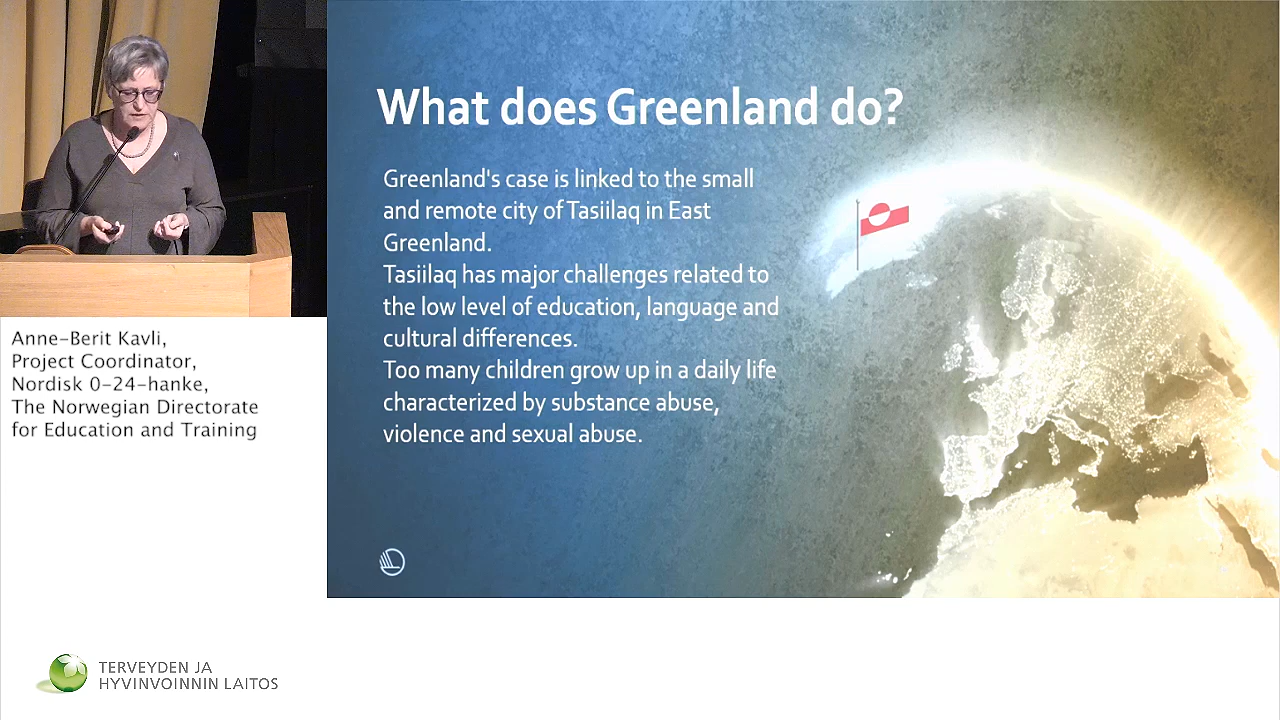 What does Greenland do?
Greenland's case is linked to the small
and remote city of Tasiilaq in East
Greenland.
Tasiilaq has major challenges related to
the low level of education, language and
cultural differences.
Too many children grow up in a daily life
characterized by substance abuse,
violence and sexual abuse.
Anne-Berit Kavli,
Project Coordinator,
Nordisk 0-24-hanke,
The Norwegian Directorate
for Education and Training
TERVEYDEN JA
HYVINVOINNIN LAITOS